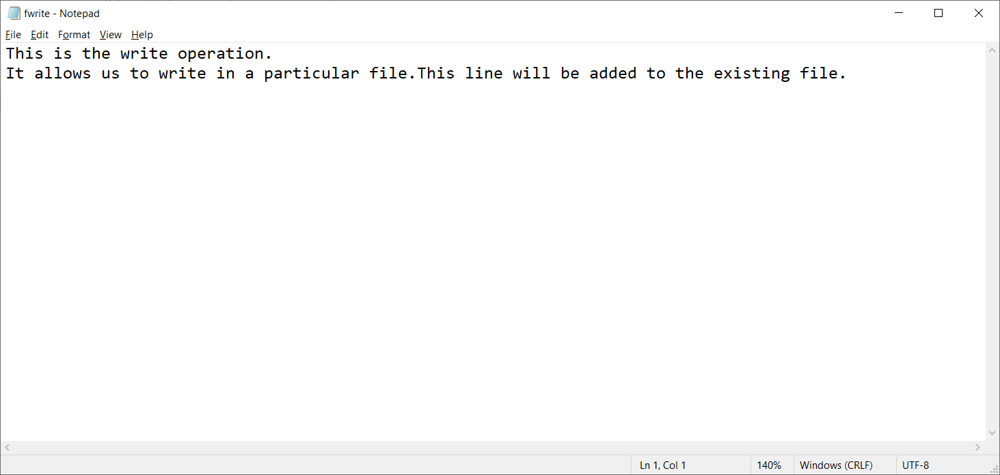 fwrite - Notepad
File Edit Format View Help
This is the write operation.
It allows us to write in a particular file.This line will be added to the existing file.
Ln 1, Col 1 140% Windows (CRLF) UTF-8